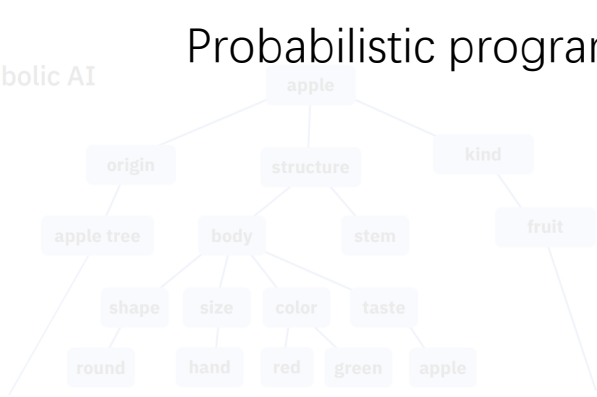 Probabilistic progra
bolic AI
apple
origin structure kind
apple tree body stem fruit
shape size color taste
round hand red green apple